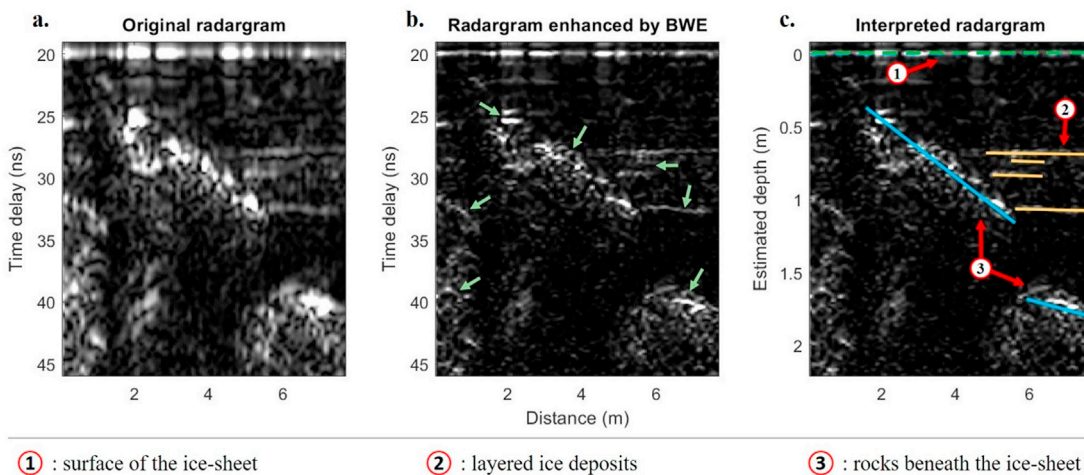 a.
Original radargram
20
25
30
35
40
45
Time delay (ns)
2 4 6
b.
Radargram enhanced by BWE
20
25
30
35
40
45
Time delay (ns)
2 4 6
Distance (m)
c.
Interpreted radargram
0
0.5
1
1.5
2
Estimated depth (m)
2 4 6
1
2
3
1 : surface of the ice-sheet
2 : layered ice deposits
3 : rocks beneath the ice-sheet